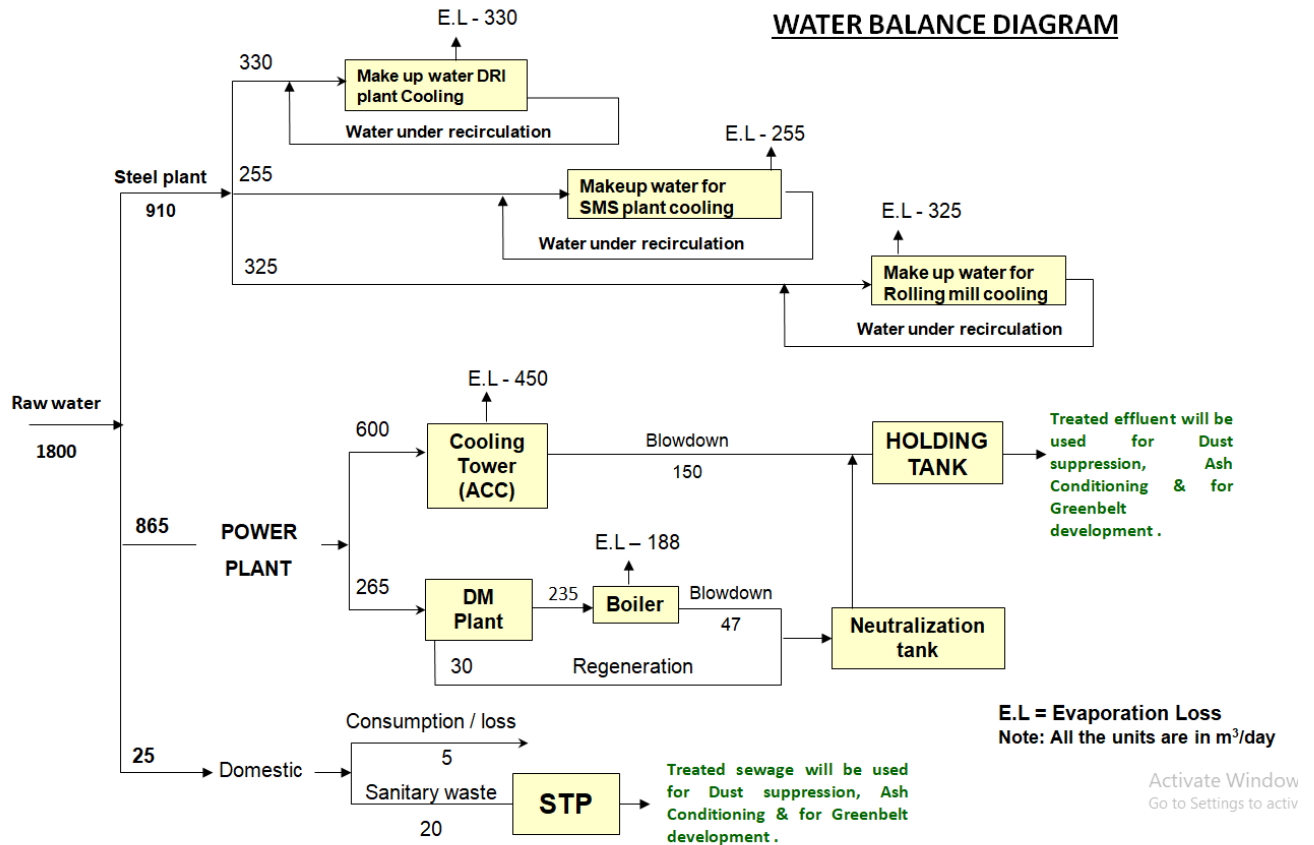 WATER BALANCE DIAGRAM
E.L - 330
330
Make up water DRI
plant Cooling
Water under recirculation
E.L - 255
Steel plant
910
255
Makeup water for
SMS plant cooling
Water under recirculation
E.L - 325
325
Make up water for
Rolling mill cooling
Water under recirculation
Raw water
1800
E.L - 450
600
Cooling
Tower
(ACC)
Blowdown
150
HOLDING
TANK
Treated effluent will be
used for Dust
suppression, Ash
Conditioning & for
Greenbelt
development .
865
POWER
PLANT
E.L – 188
265
DM
Plant
235
Boiler
Blowdown
47
Neutralization
tank
30
Regeneration
E.L = Evaporation Loss
Note: All the units are in m³/day
25
Domestic
Consumption / loss
5
Sanitary waste
20
STP
Treated sewage will be used
for Dust suppression, Ash
Conditioning & for Greenbelt
development .
Activate Window
Go to Settings to activ